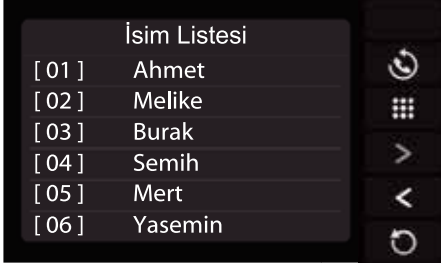 İsim Listesi
[ 01 ] Ahmet
[ 02 ] Melike
[ 03 ] Burak
[ 04 ] Semih
[ 05 ] Mert
[ 06 ] Yasemin